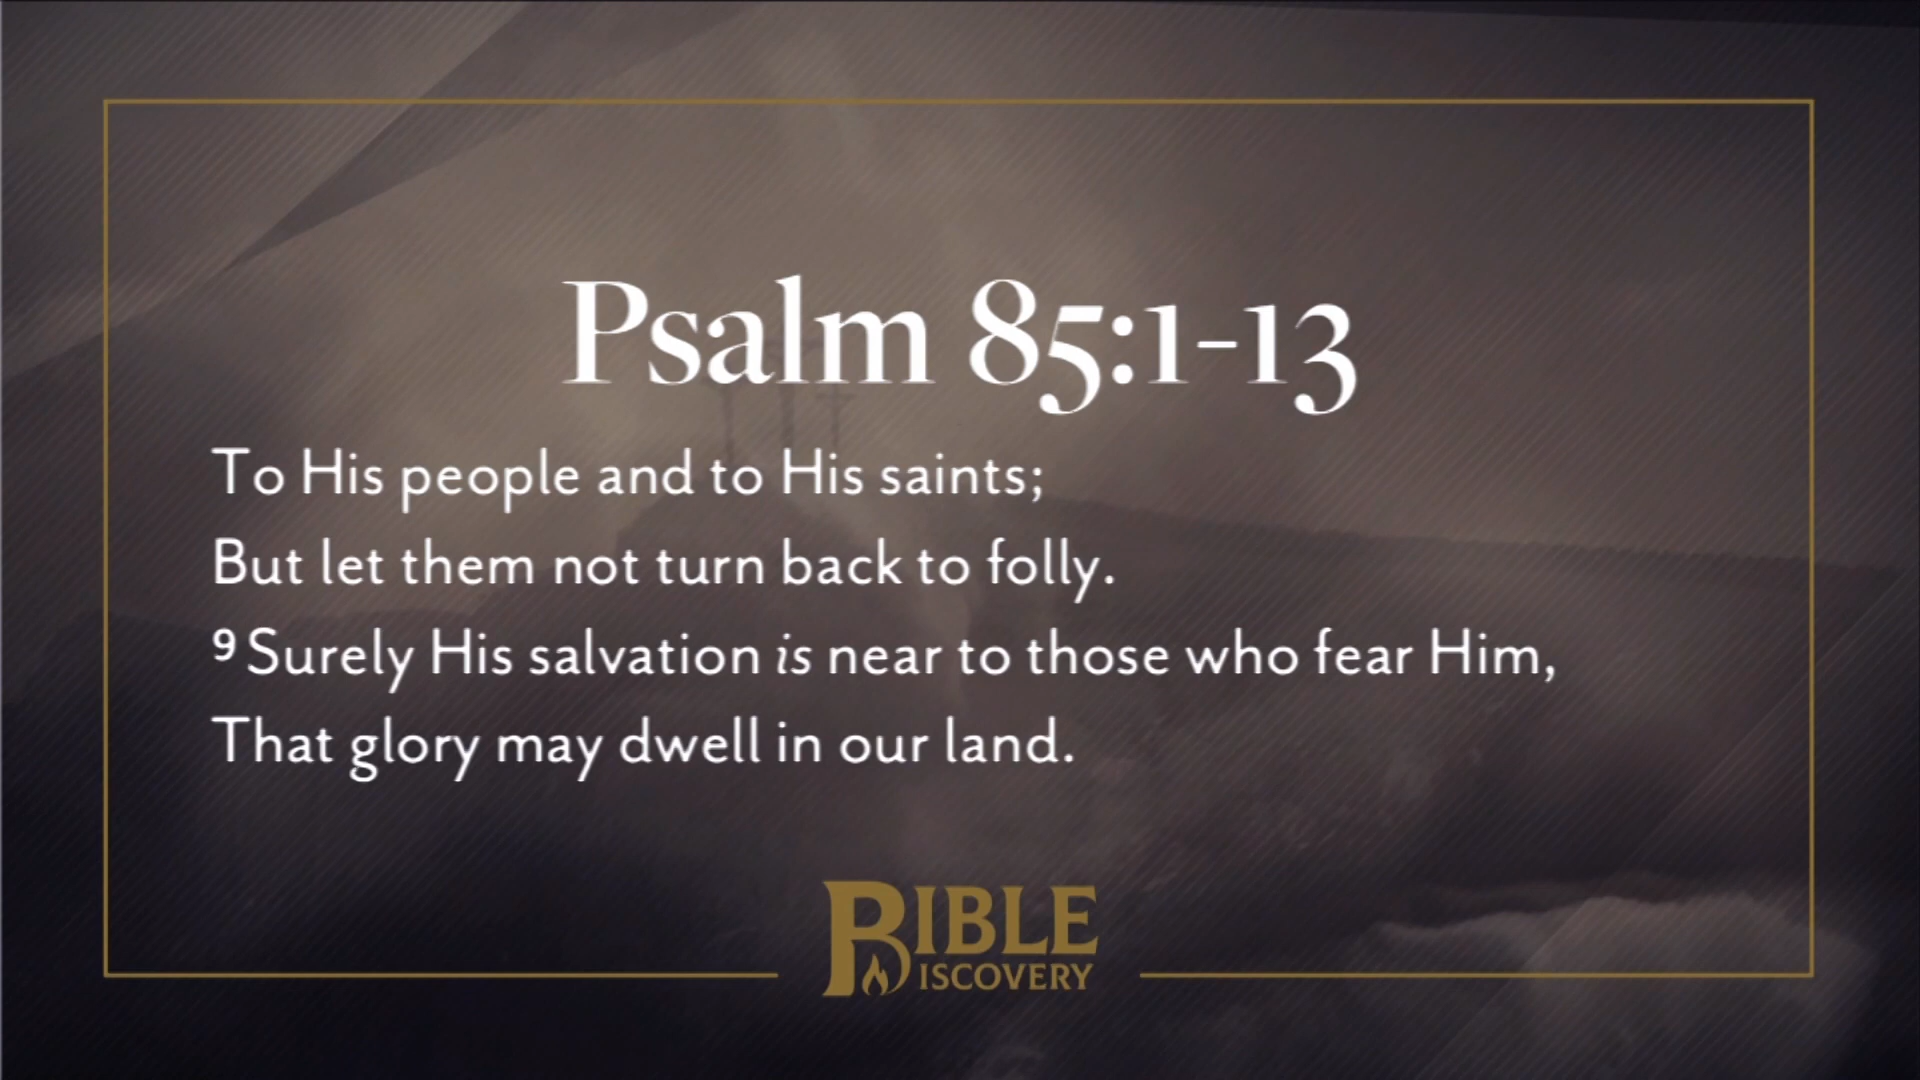 Psalm 85:1-13
To His people and to His saints;
But let them not turn back to folly.
⁹ Surely His salvation is near to those who fear Him,
That glory may dwell in our land.
BIBLE
DISCOVERY